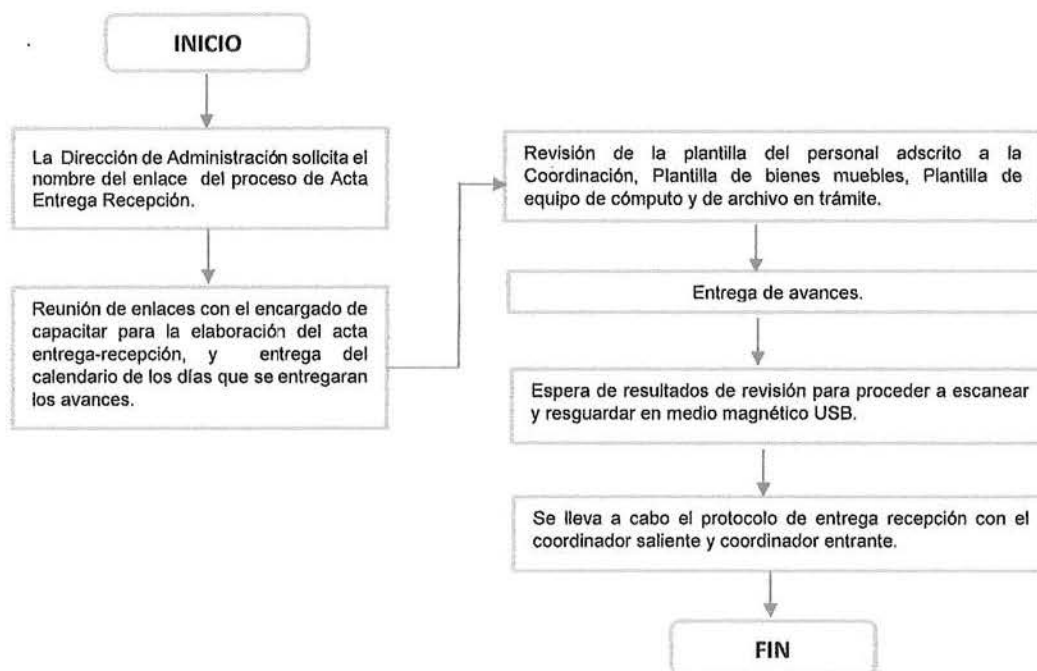 INICIO
La Dirección de Administración solicita el
nombre del enlace del proceso de Acta
Entrega Recepción.
Reunión de enlaces con el encargado de
capacitar para la elaboración del acta
entrega-recepción, y entrega del
calendario de los días que se entregaran
los avances.
Revisión de la plantilla del personal adscrito a la
Coordinación, Plantilla de bienes muebles, Plantilla de
equipo de cómputo y de archivo en trámite.
Entrega de avances.
Espera de resultados de revisión para proceder a escanear
y resguardar en medio magnético USB.
Se lleva a cabo el protocolo de entrega recepción con el
coordinador saliente y coordinador entrante.
FIN